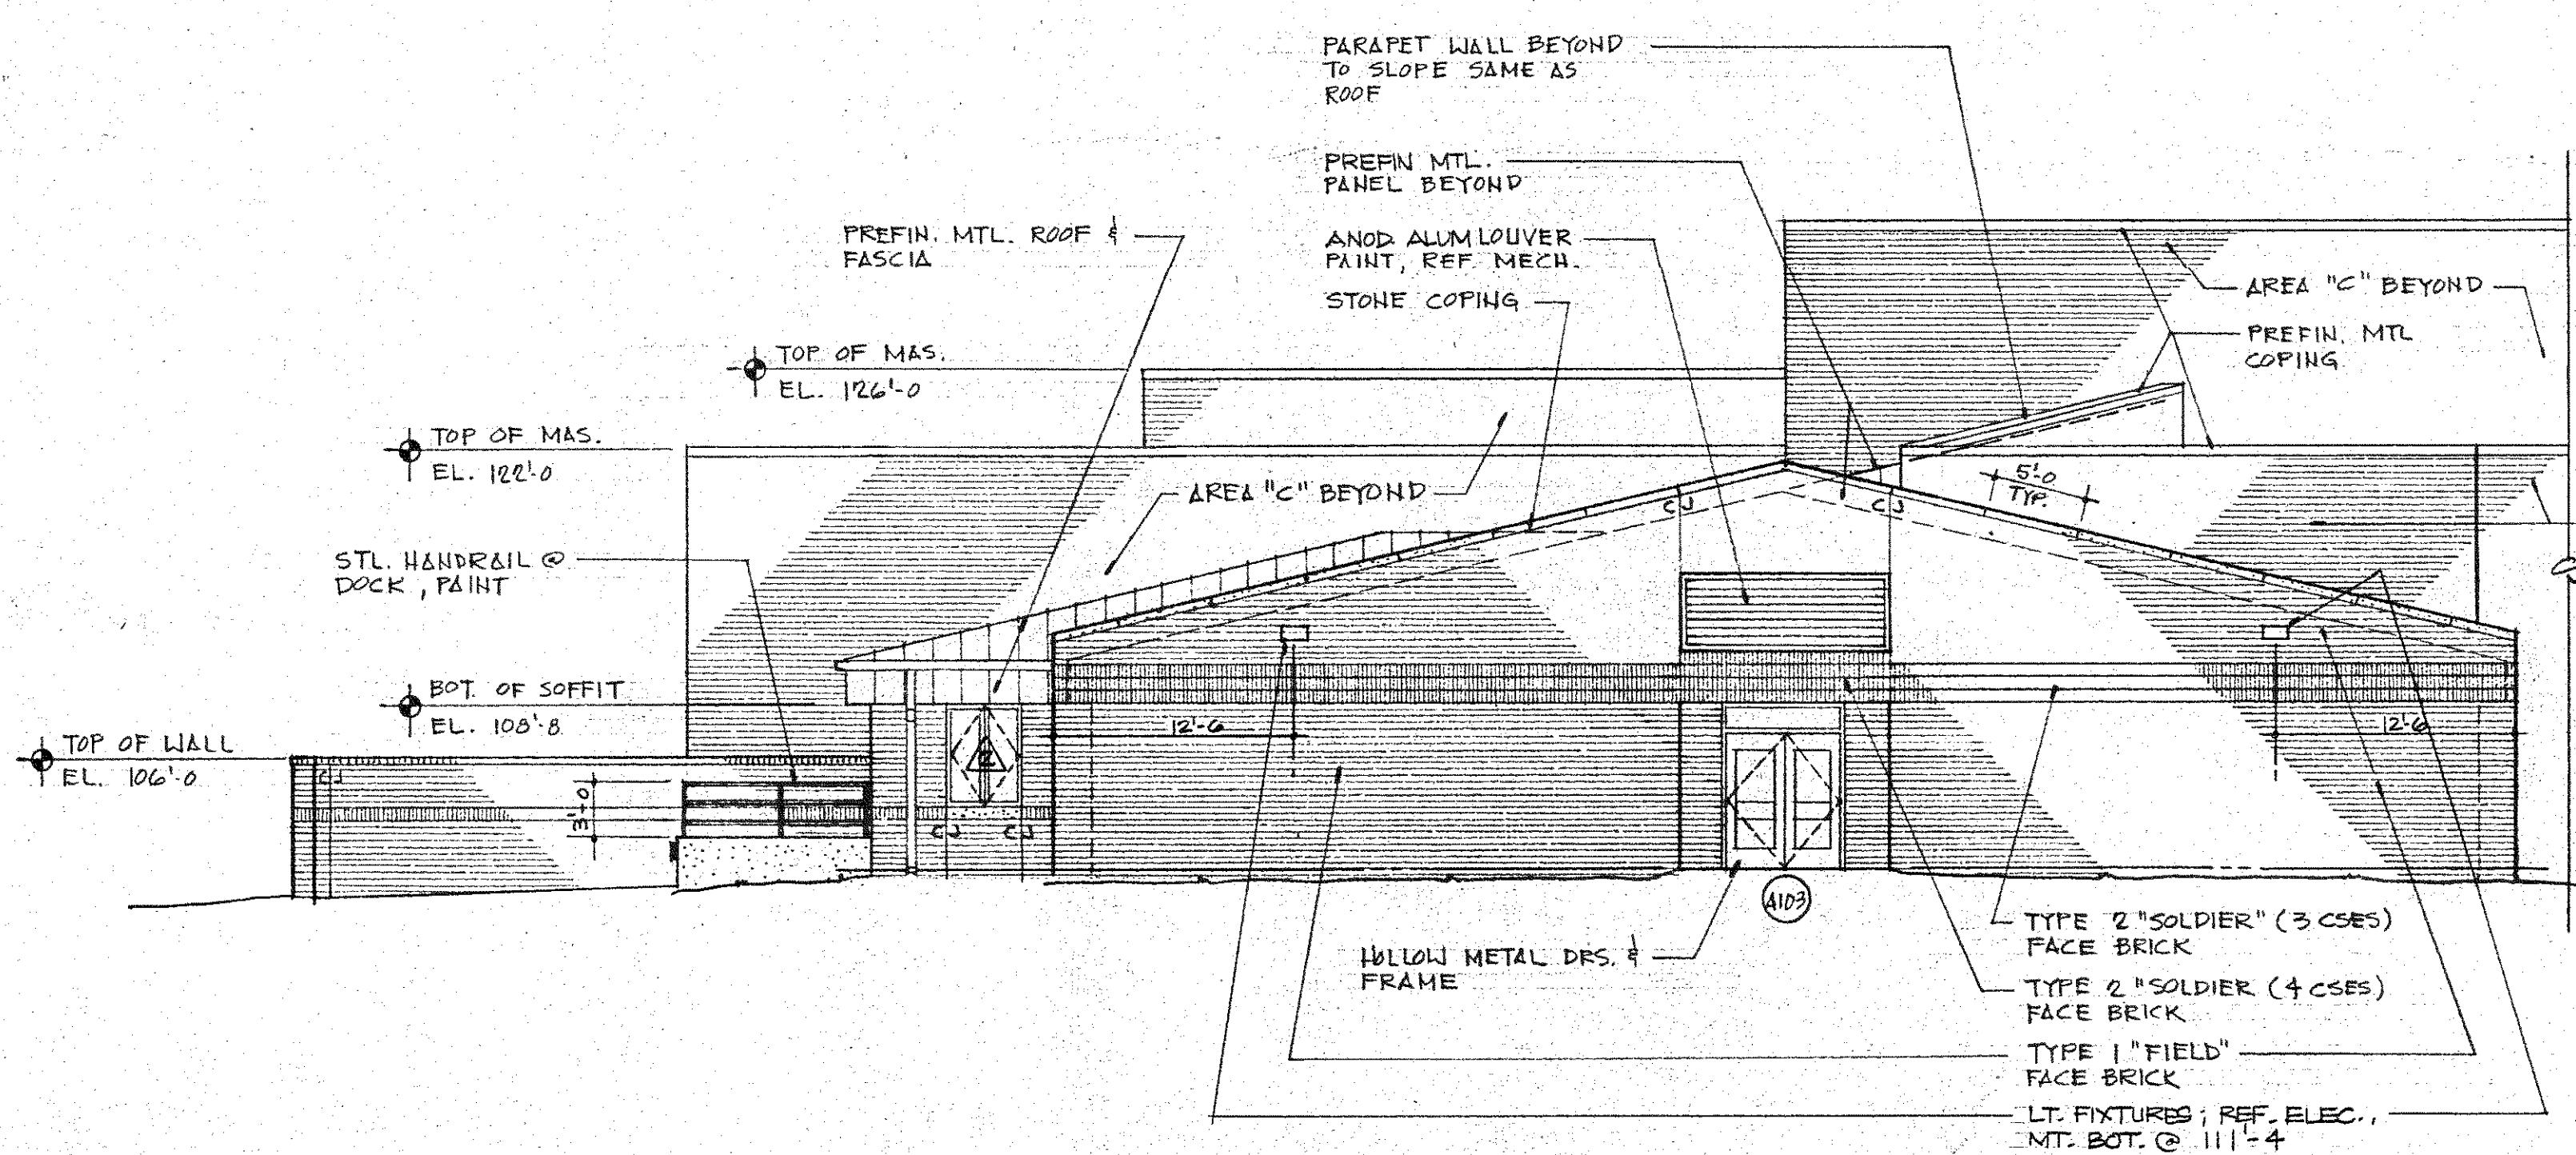 PARAPET WALL BEYOND
TO SLOPE SAME AS
ROOF
PREFIN MTL.
PANEL BEYOND
PREFIN. MTL. ROOF &
FASCIA
ANOD. ALUM LOUVER
PAINT, REF. MECH.
STONE COPING
AREA "C" BEYOND
PREFIN. MTL
COPING
TOP OF MAS.
EL. 126'-0
TOP OF MAS.
EL. 122'-0
AREA "C" BEYOND
CJ
CJ
5'-0
TYP.
STL. HANDRAIL @
DOCK, PAINT
BOT. OF SOFFIT
EL. 108'-8
TOP OF WALL
EL. 106'-0
CJ
3'-0
2
CJ
CJ
12'-6
12'-6
A103
HOLLOW METAL DRS. &
FRAME
TYPE 2 "SOLDIER" (3 CSES)
FACE BRICK
TYPE 2 "SOLDIER (4 CSES)
FACE BRICK
TYPE 1 "FIELD"
FACE BRICK
LT. FIXTURES; REF. ELEC.,
MT. BOT. @ 111'-4